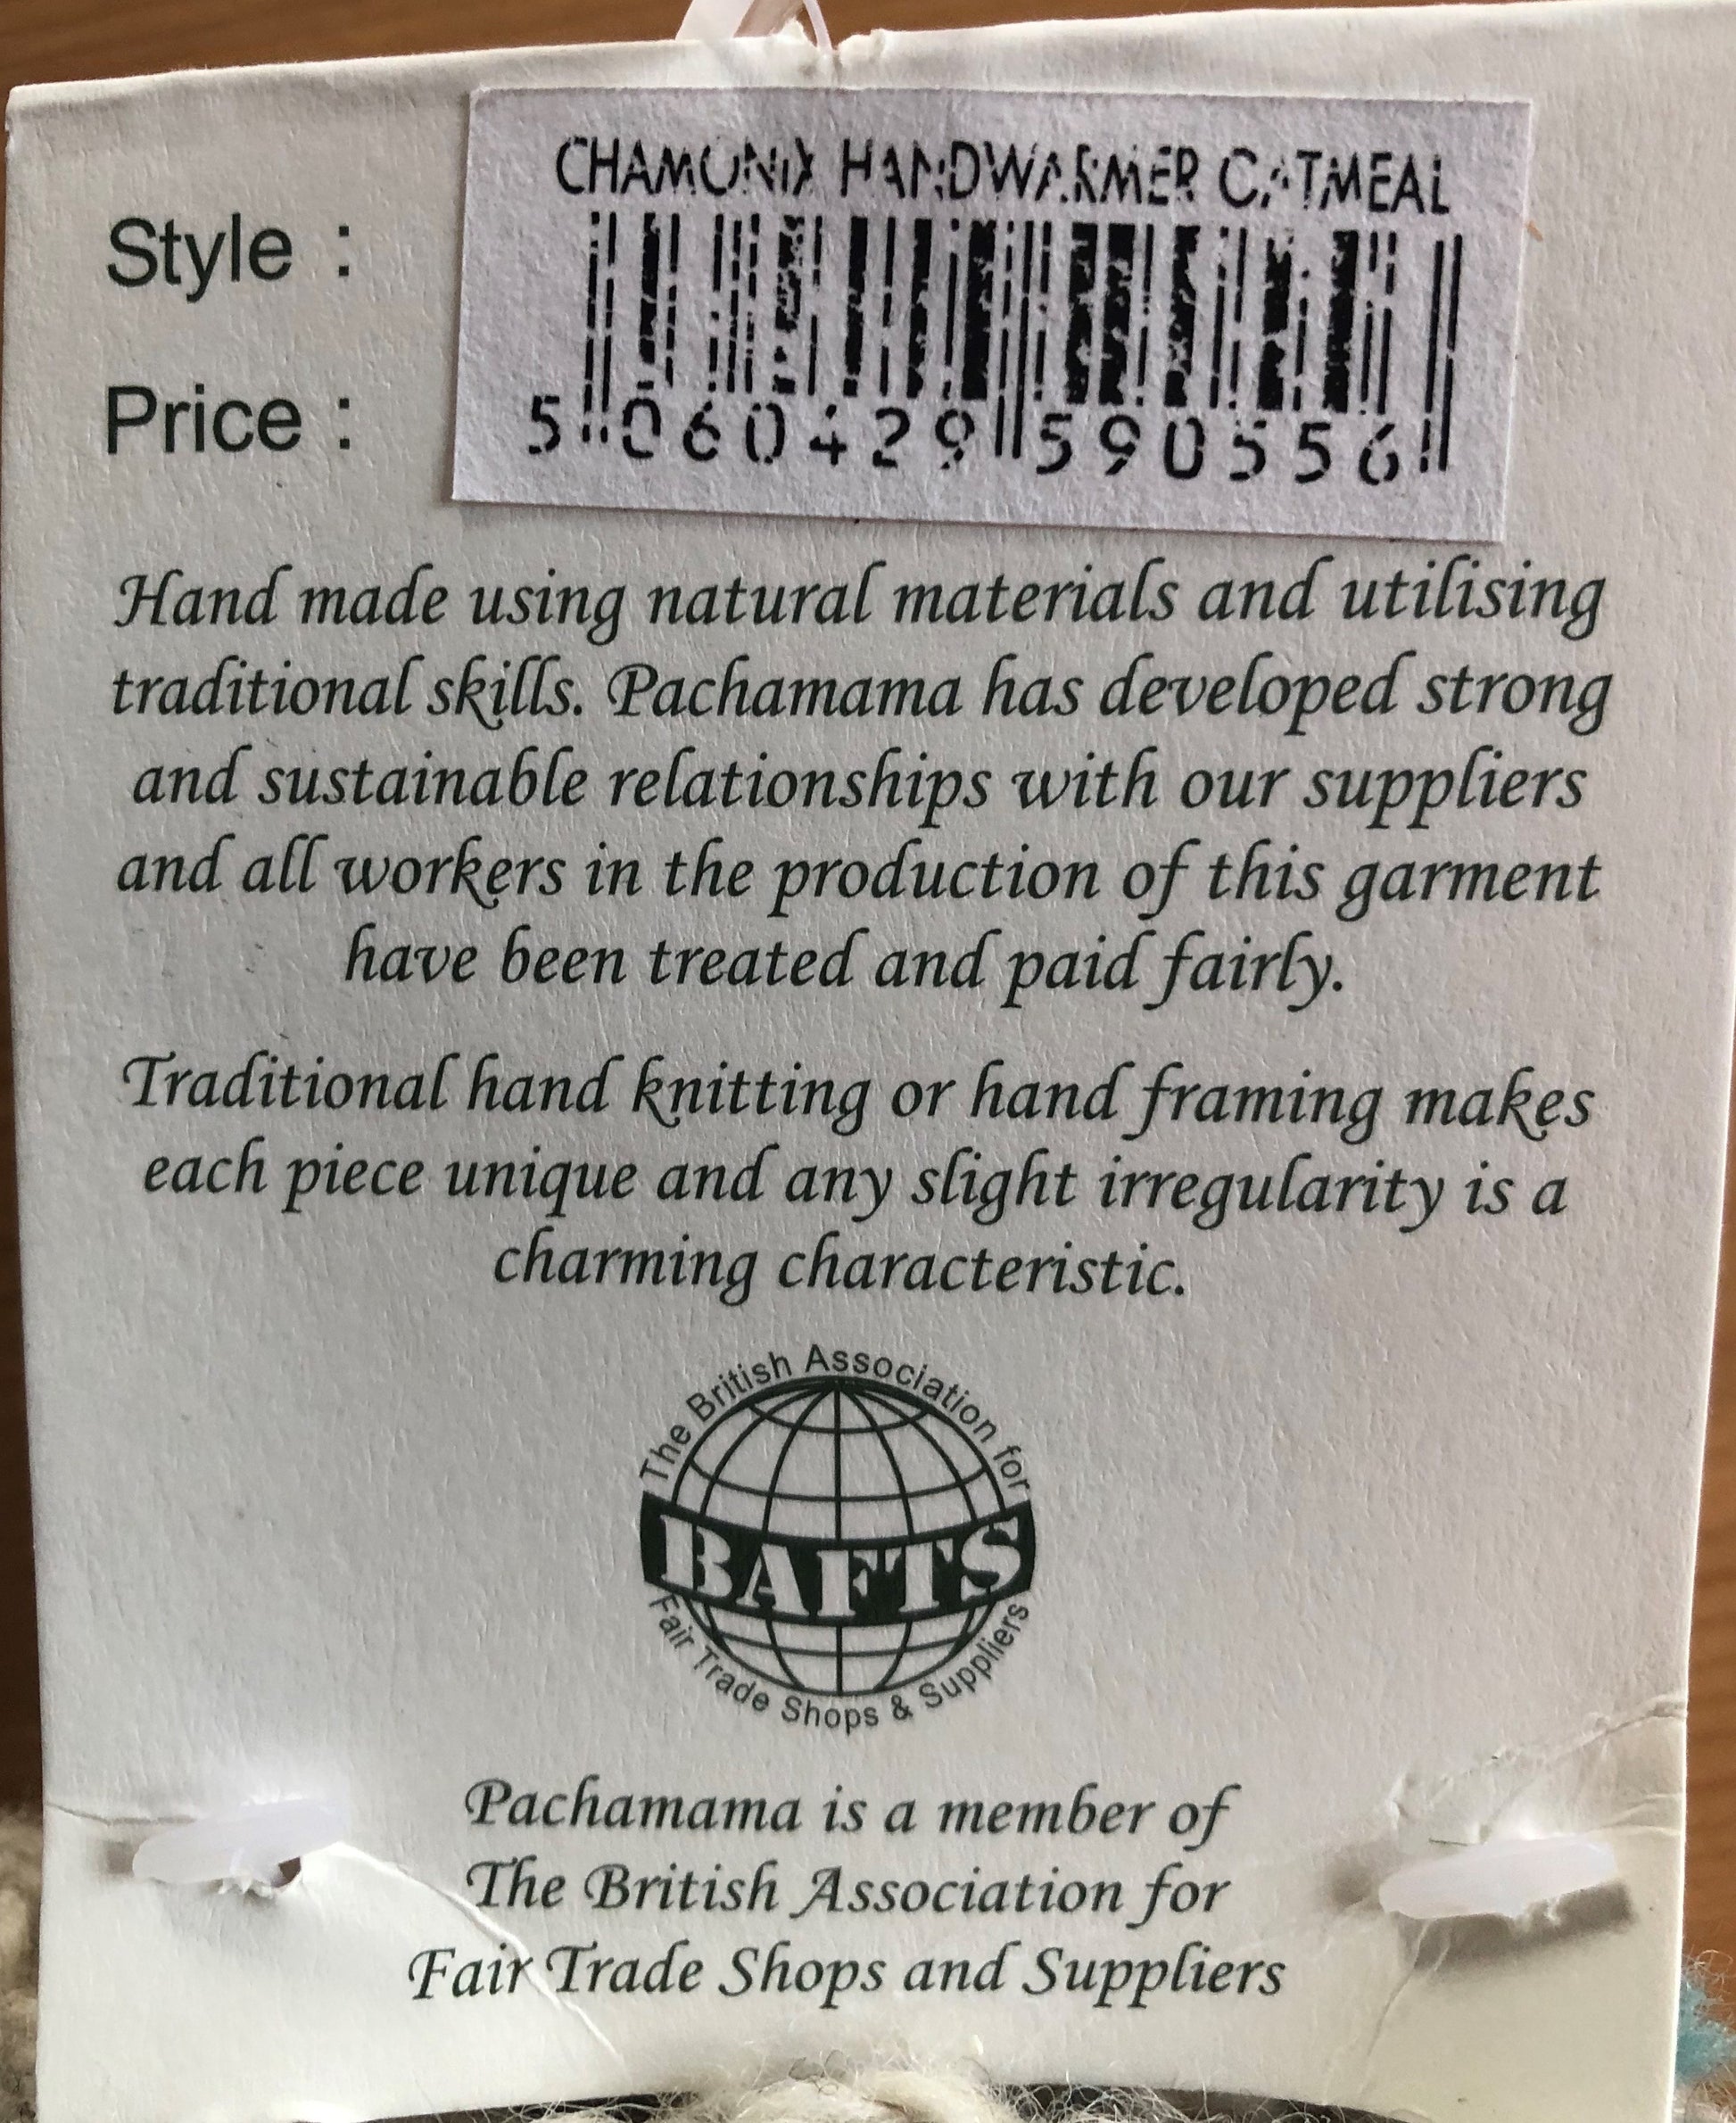 CHAMONIX HANDWARMER OATMEAL
Style :
Price :
5 060429 590556
Hand made using natural materials and utilising
traditional skills. Pachamama has developed strong
and sustainable relationships with our suppliers
and all workers in the production of this garment
have been treated and paid fairly.
Traditional hand knitting or hand framing makes
each piece unique and any slight irregularity is a
charming characteristic.
The British Association for
BAFTS
Fair Trade Shops & Suppliers
Pachamama is a member of
The British Association for
Fair Trade Shops and Suppliers